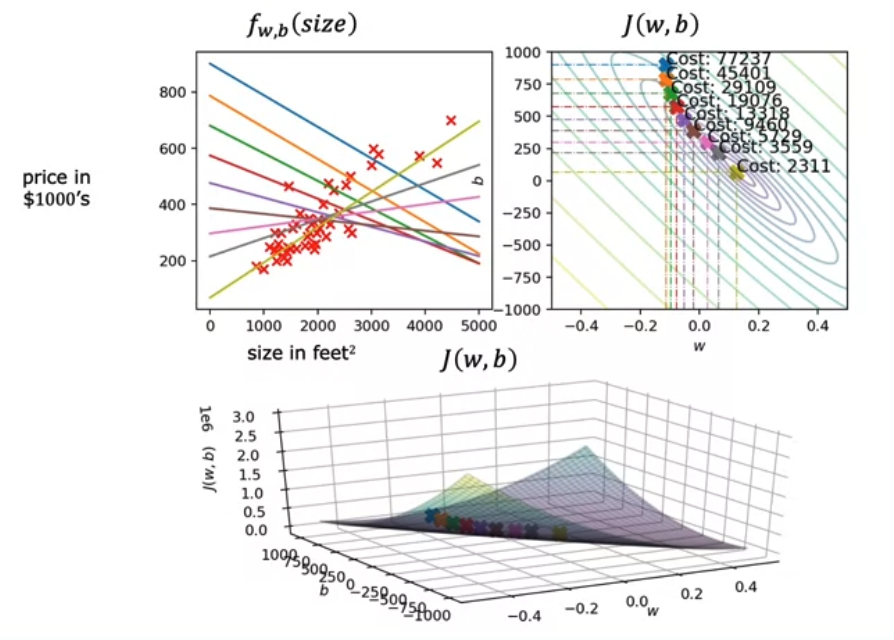 f_{w,b}(size)
J(w,b)
price in
$1000's
800
600
400
200
0 1000 2000 3000 4000 5000
size in feet²
b
1000
750
500
250
0
−250
−500
−750
−1000
Cost: 77237
Cost: 45401
Cost: 29109
Cost: 19076
Cost: 13318
Cost: 9460
Cost: 5729
Cost: 3559
Cost: 2311
−0.4 −0.2 0.0 0.2 0.4
w
J(w,b)
1e6
J(w,b)
3.0
2.5
2.0
1.5
1.0
0.5
0.0
1000
750
500
250
0
−250
−500
−750
−1000
b
−0.4 −0.2 0.0 0.2 0.4
w